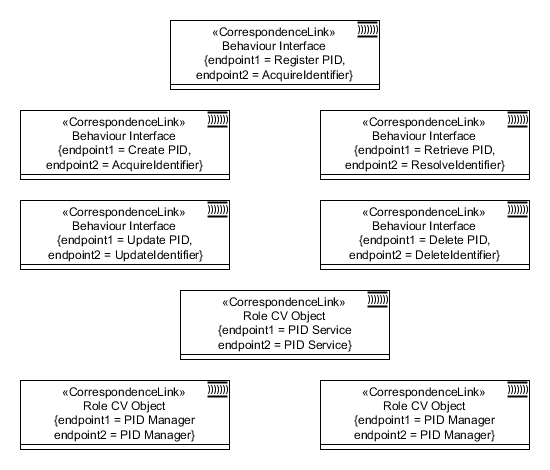 «CorrespondenceLink»
Behaviour Interface
{endpoint1 = Register PID,
endpoint2 = AcquireIdentifier}
«CorrespondenceLink»
Behaviour Interface
{endpoint1 = Create PID,
endpoint2 = AcquireIdentifier}
«CorrespondenceLink»
Behaviour Interface
{endpoint1 = Retrieve PID,
endpoint2 = ResolveIdentifier}
«CorrespondenceLink»
Behaviour Interface
{endpoint1 = Update PID,
endpoint2 = UpdateIdentifier}
«CorrespondenceLink»
Behaviour Interface
{endpoint1 = Delete PID,
endpoint2 = DeleteIdentifier}
«CorrespondenceLink»
Role CV Object
{endpoint1 = PID Service
endpoint2 = PID Service}
«CorrespondenceLink»
Role CV Object
{endpoint1 = PID Manager
endpoint2 = PID Manager}
«CorrespondenceLink»
Role CV Object
{endpoint1 = PID Manager
endpoint2 = PID Manager}